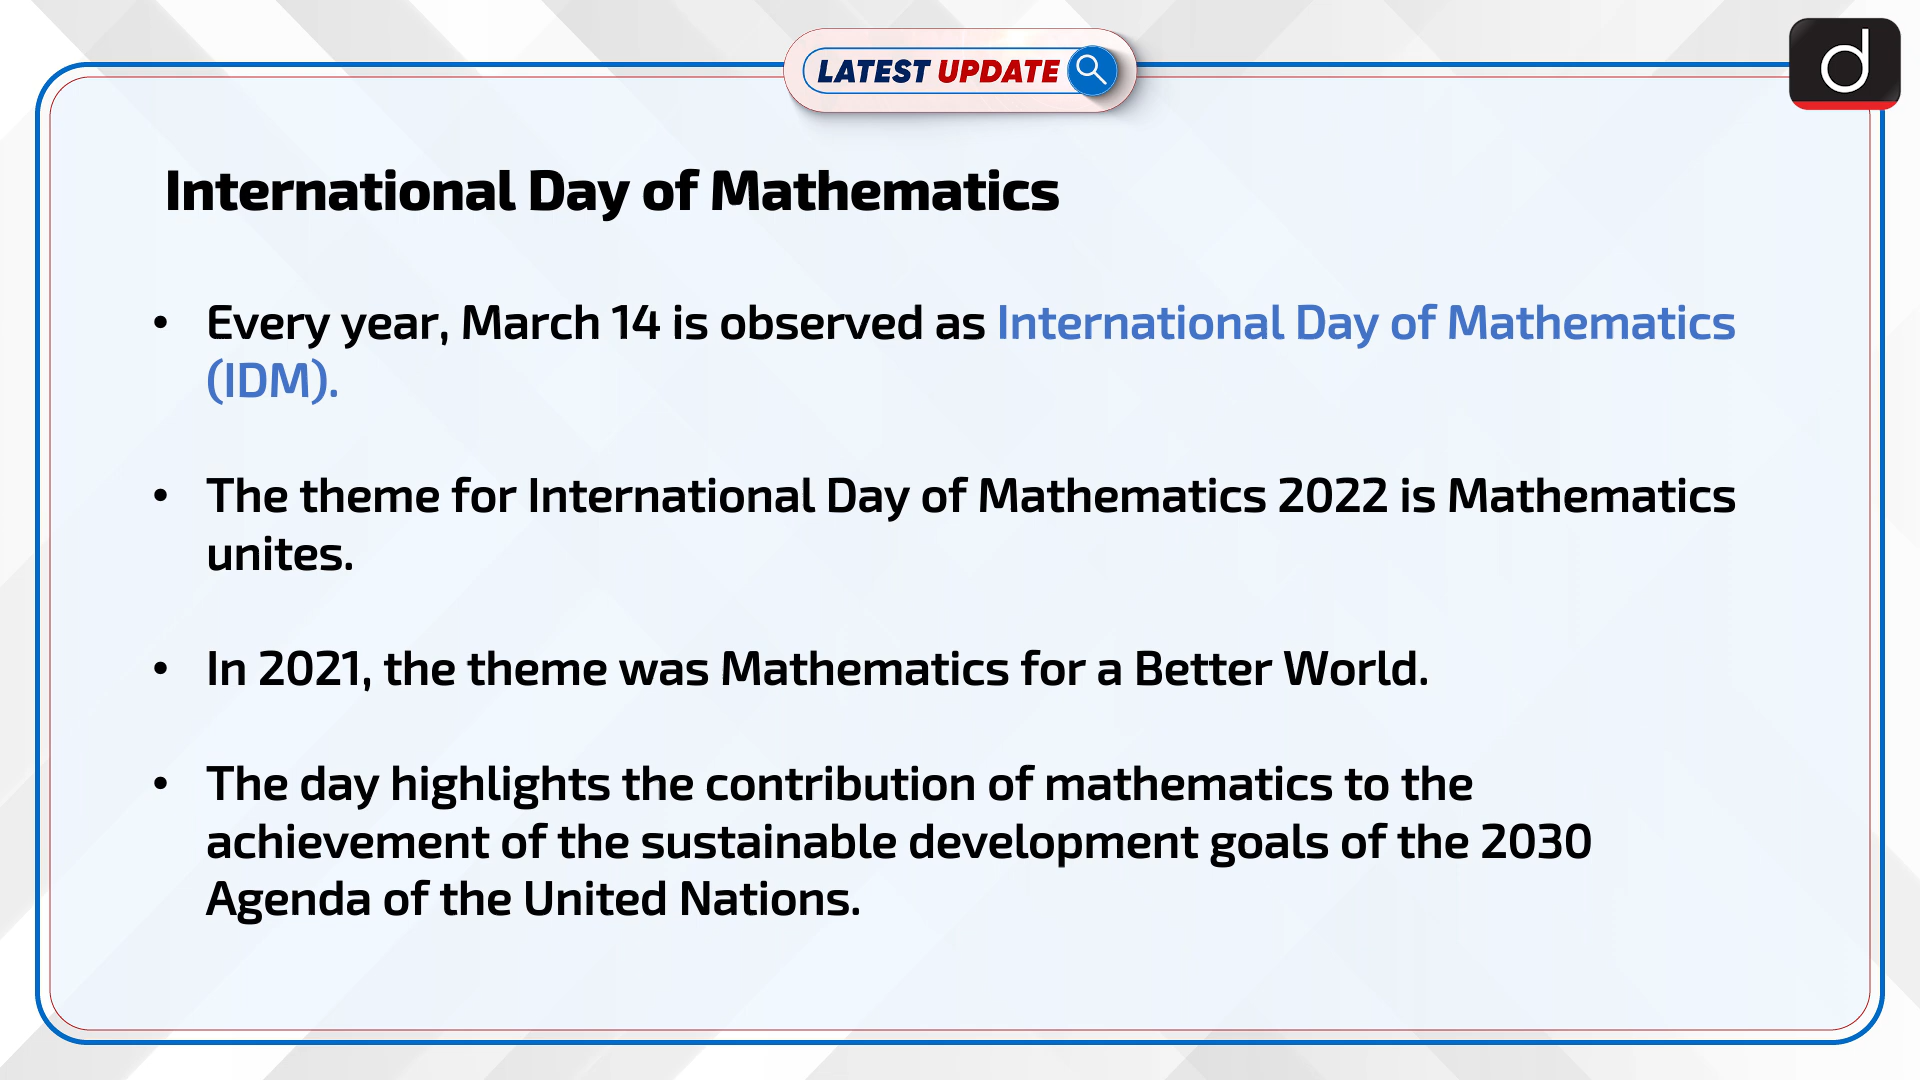 LATEST UPDATE
d
International Day of Mathematics
• Every year, March 14 is observed as International Day of Mathematics
(IDM).
• The theme for International Day of Mathematics 2022 is Mathematics
unites.
• In 2021, the theme was Mathematics for a Better World.
• The day highlights the contribution of mathematics to the
achievement of the sustainable development goals of the 2030
Agenda of the United Nations.